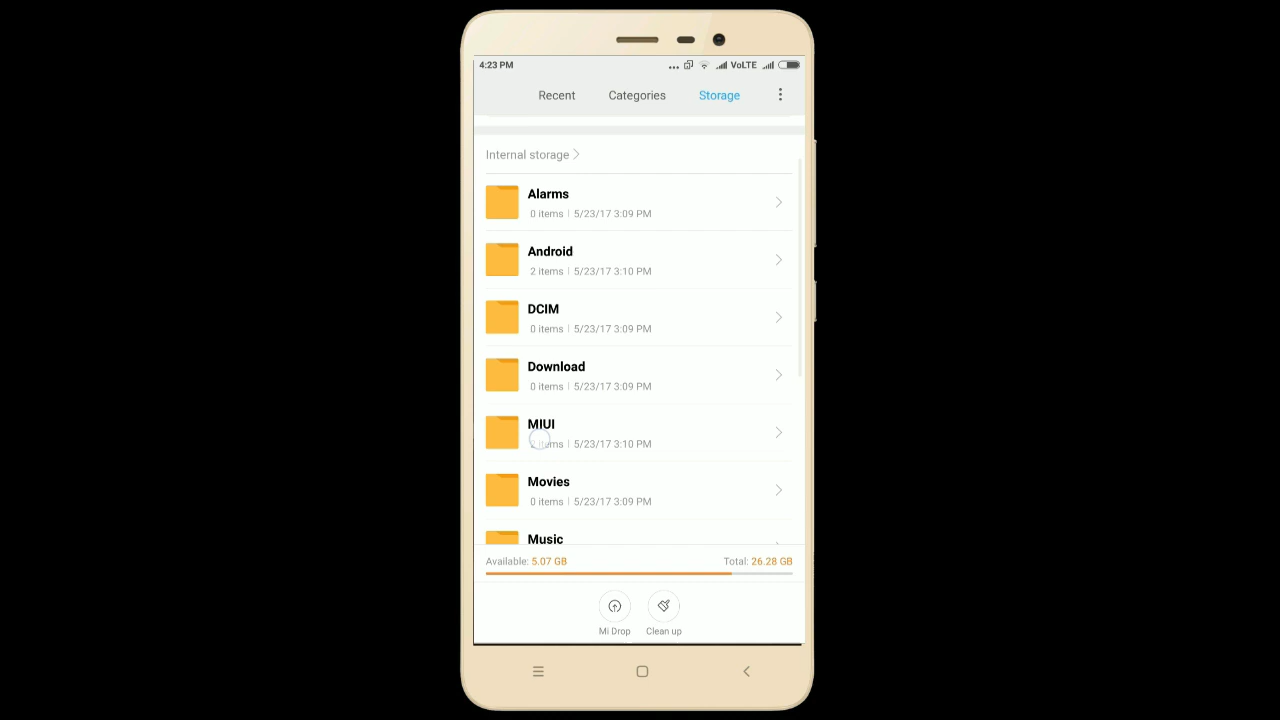 4:23 PM
VoLTE
Recent Categories Storage
Internal storage
Alarms
0 items | 5/23/17 3:09 PM
Android
2 items | 5/23/17 3:10 PM
DCIM
0 items | 5/23/17 3:09 PM
Download
0 items | 5/23/17 3:09 PM
MIUI
2 items | 5/23/17 3:10 PM
Movies
0 items | 5/23/17 3:09 PM
Music
Available: 5.07 GB Total: 26.28 GB
Mi Drop Clean up